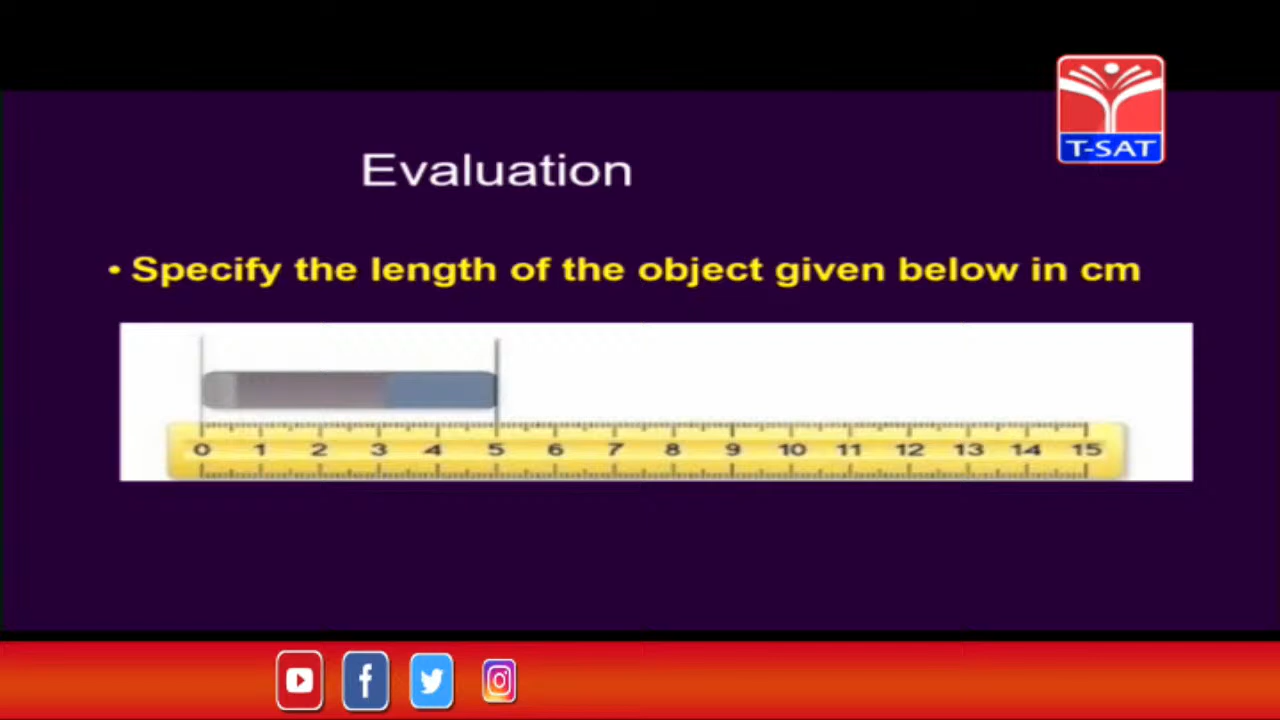 T-SAT
Evaluation
• Specify the length of the object given below in cm
0 1 2 3 4 5 6 7 8 9 10 11 12 13 14 15